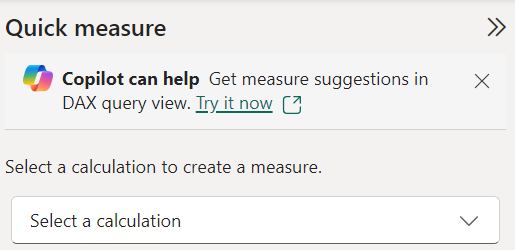 Quick measure
Copilot can help Get measure suggestions in
DAX query view. Try it now
Select a calculation to create a measure.
Select a calculation